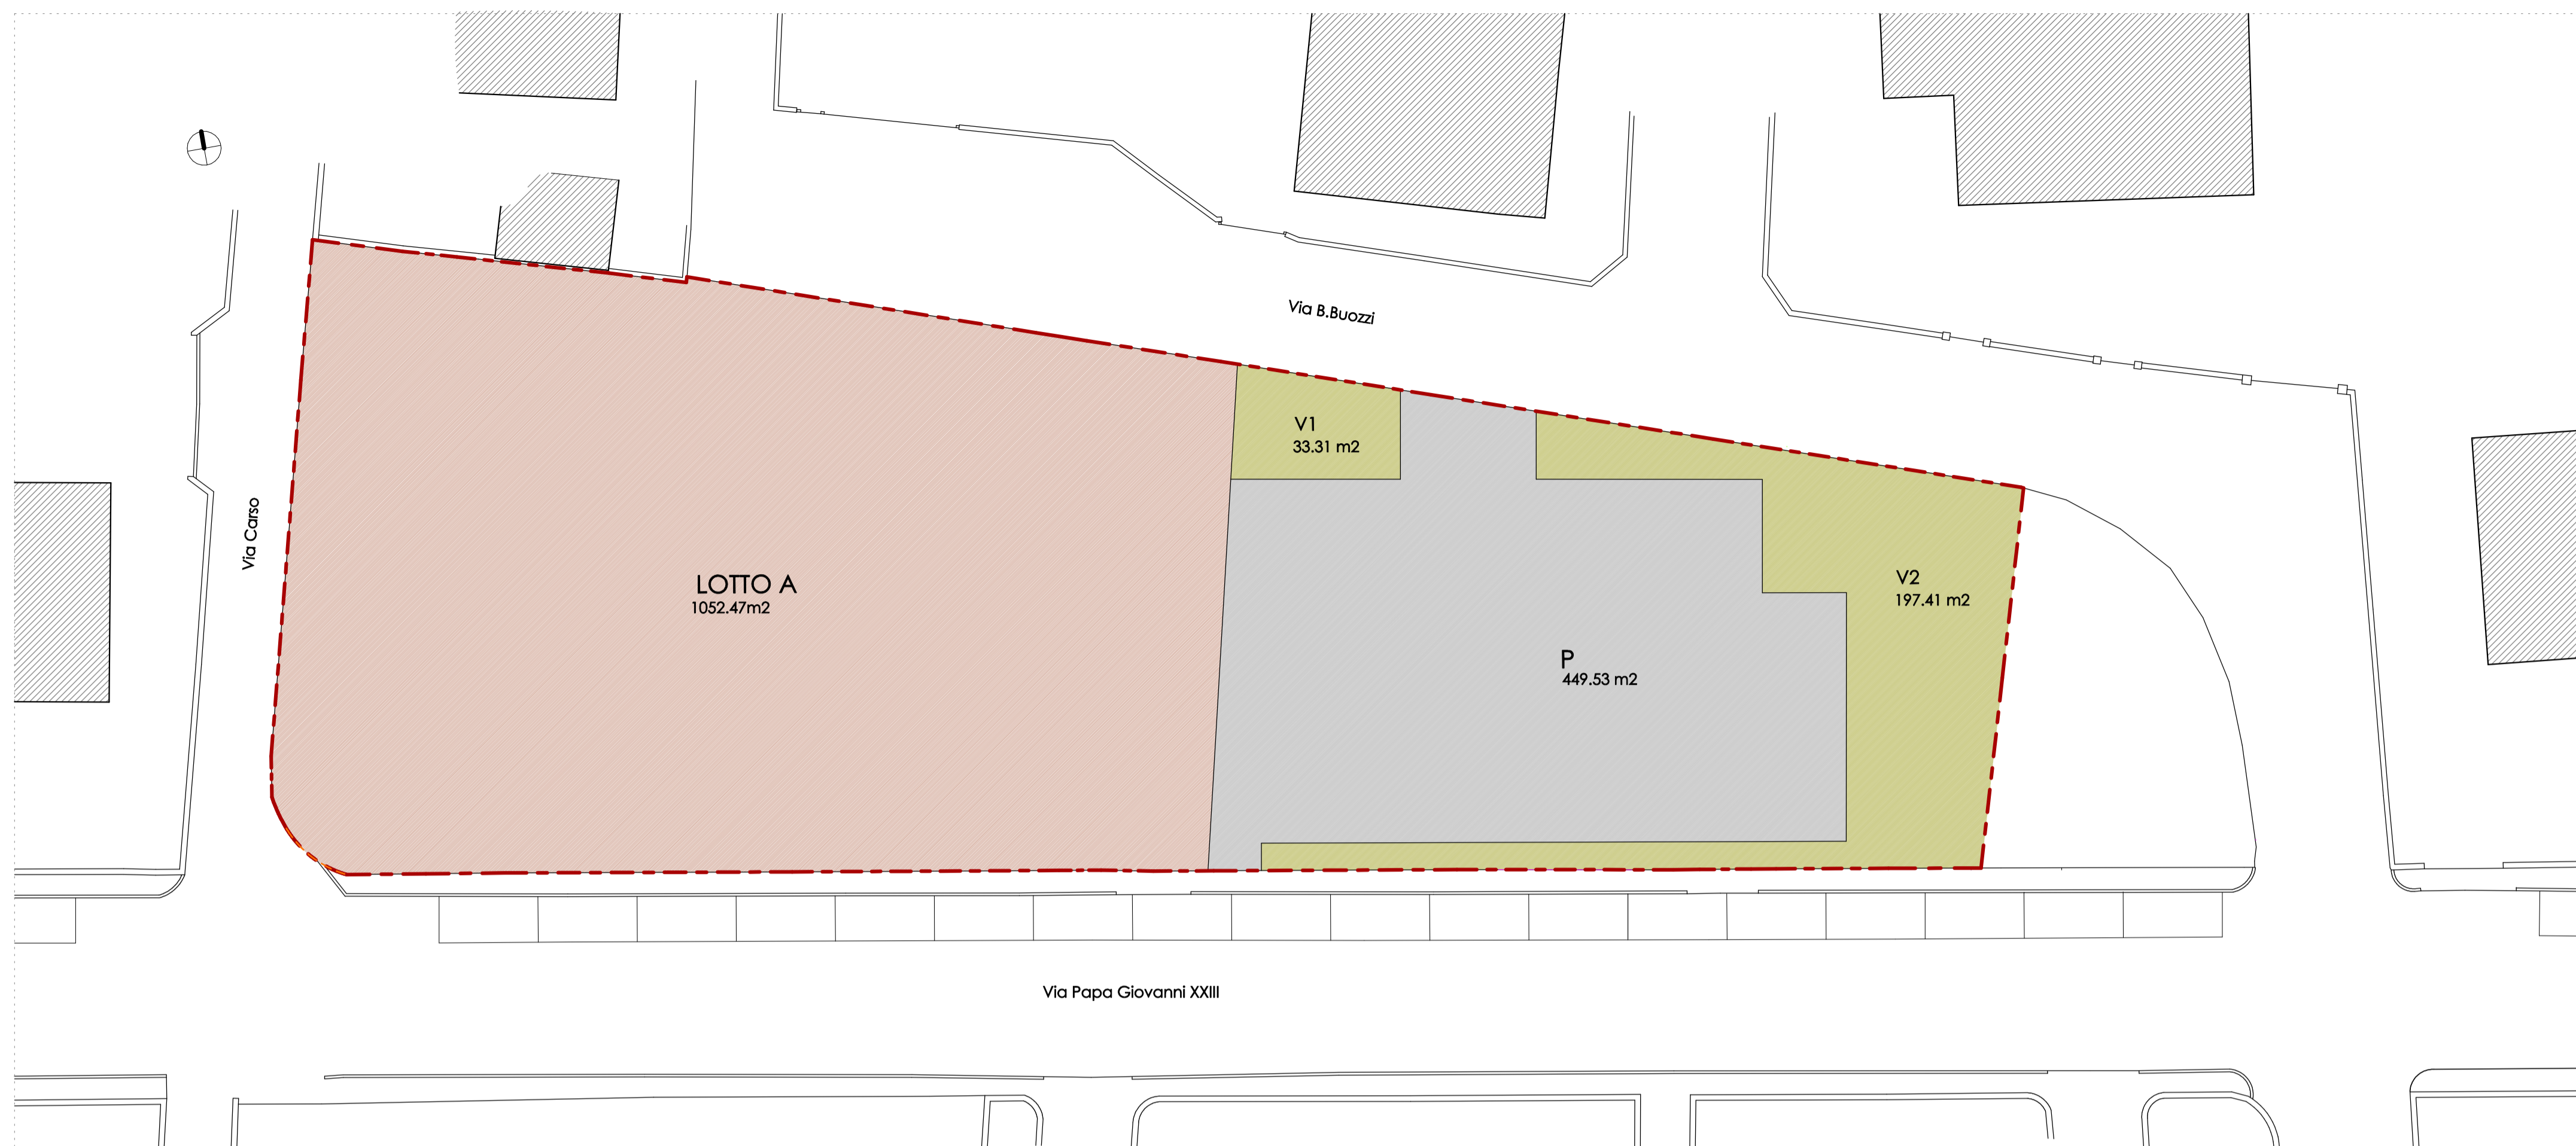 Via B.Buozzi
V1
33.31 m2
Via Carso
LOTTO A
1052.47m2
V2
197.41 m2
P
449.53 m2
Via Papa Giovanni XXIII